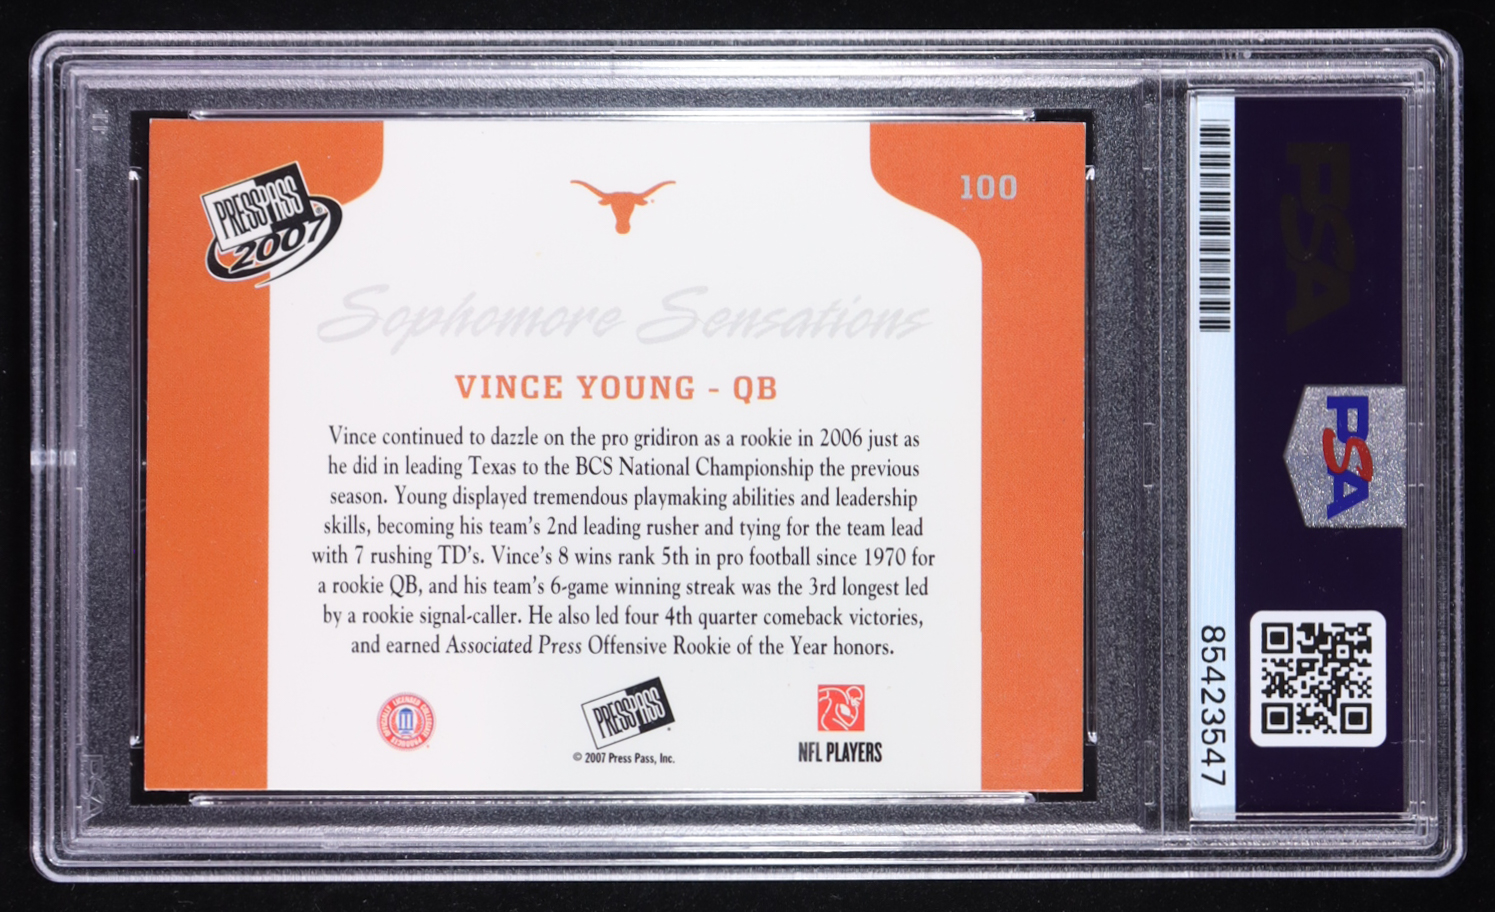 PRESS PASS
2007
100
Sophomore Sensations
VINCE YOUNG - QB
Vince continued to dazzle on the pro gridiron as a rookie in 2006 just as
he did in leading Texas to the BCS National Championship the previous
season. Young displayed tremendous playmaking abilities and leadership
skills, becoming his team's 2nd leading rusher and tying for the team lead
with 7 rushing TD's. Vince's 8 wins rank 5th in pro football since 1970 for
a rookie QB, and his team's 6-game winning streak was the 3rd longest led
by a rookie signal-caller. He also led four 4th quarter comeback victories,
and earned Associated Press Offensive Rookie of the Year honors.
OFFICIALLY LICENSED COLLEGIATE PRODUCTS
PRESS PASS
© 2007 Press Pass, Inc.
NFL PLAYERS
PSA
PSA
85423547